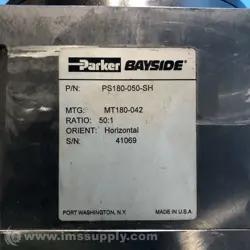 Parker BAYSIDE®
P/N: PS180-050-SH
MTG: MT180-042
RATIO: 50:1
ORIENT: Horizontal
S/N: 41069
PORT WASHINGTON, N.Y. MADE IN U.S.A.
www.imssupply.com